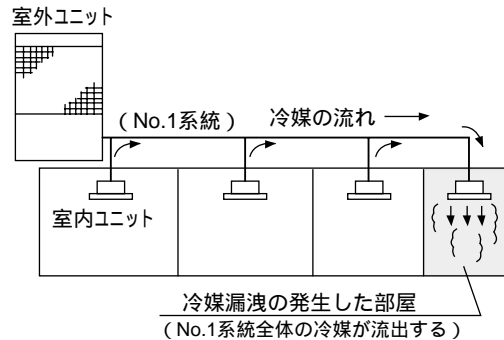 室外ユニット
（No.1系統）
冷媒の流れ
室内ユニット
冷媒漏洩の発生した部屋
（No.1系統全体の冷媒が流出する）